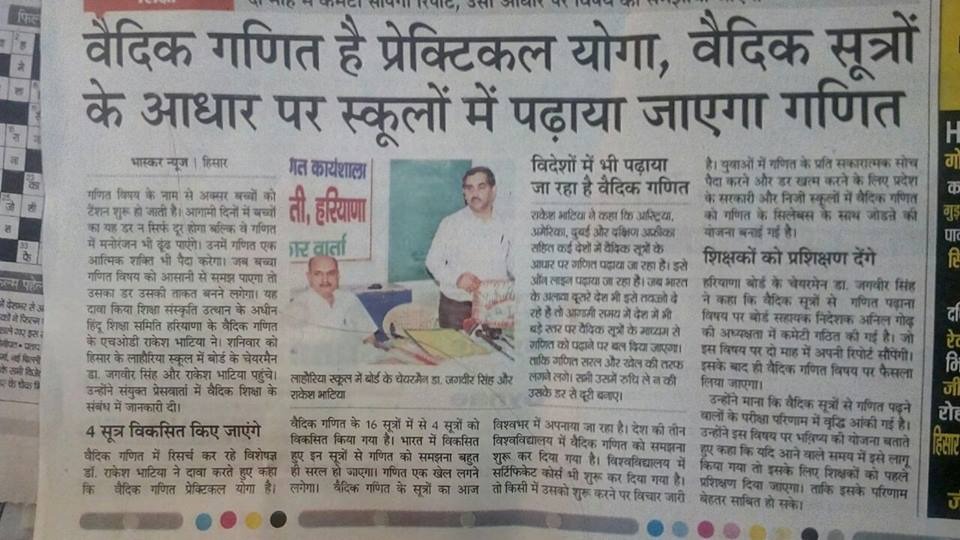 दो माह में कमेटी सौंपेगी रिपोर्ट, उसी आधार पर विषय को
वैदिक गणित है प्रेक्टिकल योगा, वैदिक सूत्रों
के आधार पर स्कूलों में पढ़ाया जाएगा गणित
भास्कर न्यूज | हिसार
गणित विषय के नाम से अक्सर बच्चों को
टेंशन शुरु हो जाती है। आगामी दिनों में बच्चों
का यह डर न सिर्फ दूर होगा बल्कि वे गणित
में मनोरंजन भी ढूंढ पाएंगे। उनमें गणित एक
आत्मिक शक्ति भी पैदा करेगा। जब बच्चा
गणित विषय को आसानी से समझ पाएगा तो
उसका डर उसकी ताकत बनने लगेगा। यह
दावा किया शिक्षा संस्कृति उत्थान के अधीन
हिंदू शिक्षा समिति हरियाणा के वैदिक गणित
के एचओडी राकेश भाटिया ने। शनिवार को
हिसार के लाहौरिया स्कूल में बोर्ड के चेयरमैन
डा. जगवीर सिंह और राकेश भाटिया पहुंचे।
उन्होंने संयुक्त प्रेसवार्ता में वैदिक शिक्षा के
संबंध में जानकारी दी।
4 सूत्र विकसित किए जाएंगे
वैदिक गणित में रिसर्च कर रहे विशेषज्ञ
डॉ. राकेश भाटिया ने दावा करते हुए कहा
कि वैदिक गणित प्रेक्टिकल योगा है।
गत कार्यशाला
ती, हरियाणा
कार वार्ता
लाहौरिया स्कूल में बोर्ड के चेयरमैन डा. जगवीर सिंह और
राकेश भाटिया
वैदिक गणित के 16 सूत्रों में से 4 सूत्रों को
विकसित किया गया है। भारत में विकसित
हुए इन सूत्रों से गणित को समझना बहुत
ही सरल हो जाएगा। गणित एक खेल लगने
लगेगा। वैदिक गणित के सूत्रों का आज
विदेशों में भी पढ़ाया
जा रहा है वैदिक गणित
राकेश भाटिया ने कहा कि आस्ट्रिया,
अमेरिका, दुबई और दक्षिण अफ्रीका
सहित कई देशों में वैदिक सूत्रों के
आधार पर गणित पढ़ाया जा रहा है। इसे
ऑन लाइन पढ़ाया जा रहा है। जब भारत
के अलावा दूसरे देश भी इसे तवज्जो दे
रहे है तो आगामी समय में देश में भी
बड़े स्तर पर वैदिक सूत्रों के माध्यम से
गणित को पढ़ाने पर बल दिया जाएगा।
ताकि गणित सरल और खेल की तरफ
लगने लगे। सभी उसमें रुचि ले न की
उसके डर से दूरी बनाए।
विश्वभर में अपनाया जा रहा है। देश की तीन
विश्वविद्यालय में वैदिक गणित को समझना
शुरू कर दिया गया है। विश्वविद्यालय में
सर्टिफिकेट कोर्स भी शुरू कर दिया गया है।
तो किसी में उसको शुरू करने पर विचार जारी
है। युवाओं में गणित के प्रति सकारात्मक सोच
पैदा करने और डर खत्म करने के लिए प्रदेश
के सरकारी और निजी स्कूलों में वैदिक गणित
को गणित के सिलेबस के साथ जोडऩे की
योजना बनाई गई है।
शिक्षकों को प्रशिक्षण देंगे
हरियाणा बोर्ड के चेयरमैन डा. जगवीर सिंह
ने कहा कि वैदिक सूत्रों से गणित पढ़ाना
विषय पर बोर्ड सहायक निदेशक अनिल गोढ़
की अध्यक्षता में कमेटी गठित की गई है। जो
इस विषय पर दो माह में अपनी रिपोर्ट सौंपेगी।
इसके बाद ही वैदिक गणित विषय पर फैसला
लिया जाएगा।
उन्होंने माना कि वैदिक सूत्रों से गणित पढ़ने
वालों के परीक्षा परिणाम में वृद्धि आंकी गई है।
उन्होंने इस विषय पर भविष्य की योजना बताते
हुए कहा कि यदि आने वाले समय में इसे लागू
किया गया तो इसके लिए शिक्षकों को पहले
प्रशिक्षण दिया जाएगा। ताकि इसके परिणाम
बेहतर साबित हो सके।